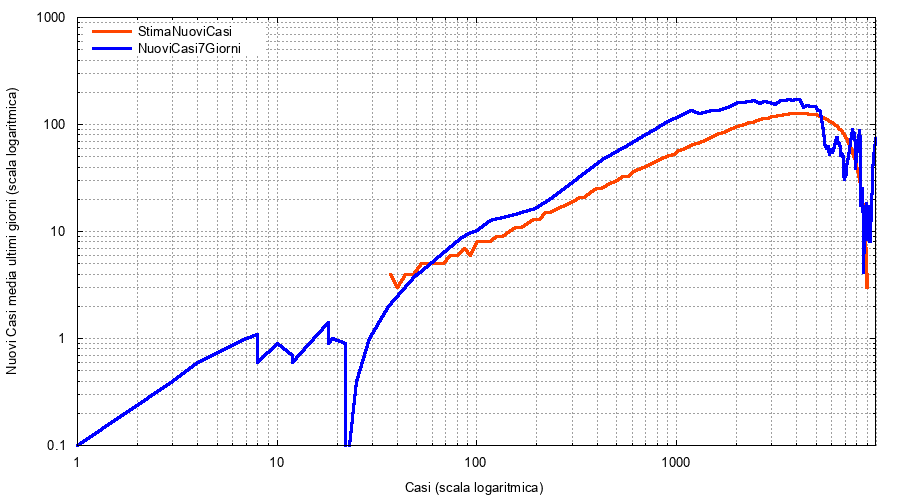 1000
StimaNuoviCasi
NuoviCasi7Giorni
100
10
1
0.1
Nuovi Casi media ultimi giorni (scala logaritmica)
1
10
100
1000
Casi (scala logaritmica)